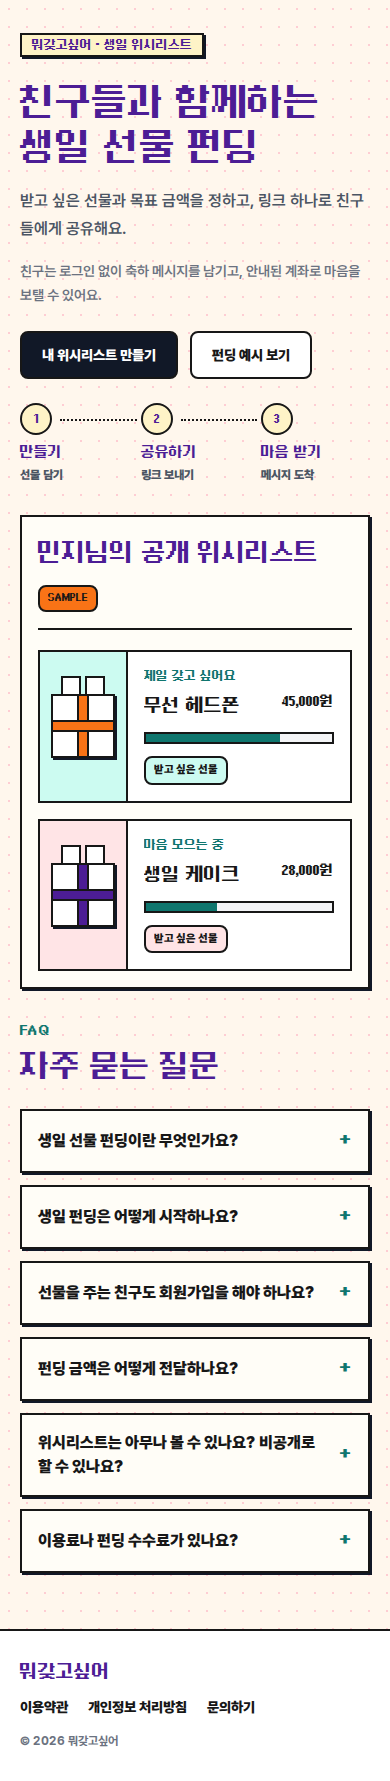 뭐갖고싶어 · 생일 위시리스트
친구들과 함께하는
생일 선물 펀딩
받고 싶은 선물과 목표 금액을 정하고, 링크 하나로 친구
들에게 공유해요.
친구는 로그인 없이 축하 메시지를 남기고, 안내된 계좌로 마음을
보탤 수 있어요.
내 위시리스트 만들기 펀딩 예시 보기
1 2 3
만들기 공유하기 마음 받기
선물 담기 링크 보내기 메시지 도착
민지님의 공개 위시리스트
SAMPLE
제일 갖고 싶어요
무선 헤드폰 45,000원
받고 싶은 선물
마음 모으는 중
생일 케이크 28,000원
받고 싶은 선물
FAQ
자주 묻는 질문
생일 선물 펀딩이란 무엇인가요? +
생일 펀딩은 어떻게 시작하나요? +
선물을 주는 친구도 회원가입을 해야 하나요? +
펀딩 금액은 어떻게 전달하나요? +
위시리스트는 아무나 볼 수 있나요? 비공개로 +
할 수 있나요?
이용료나 펀딩 수수료가 있나요? +
뭐갖고싶어
이용약관 개인정보 처리방침 문의하기
© 2026 뭐갖고싶어